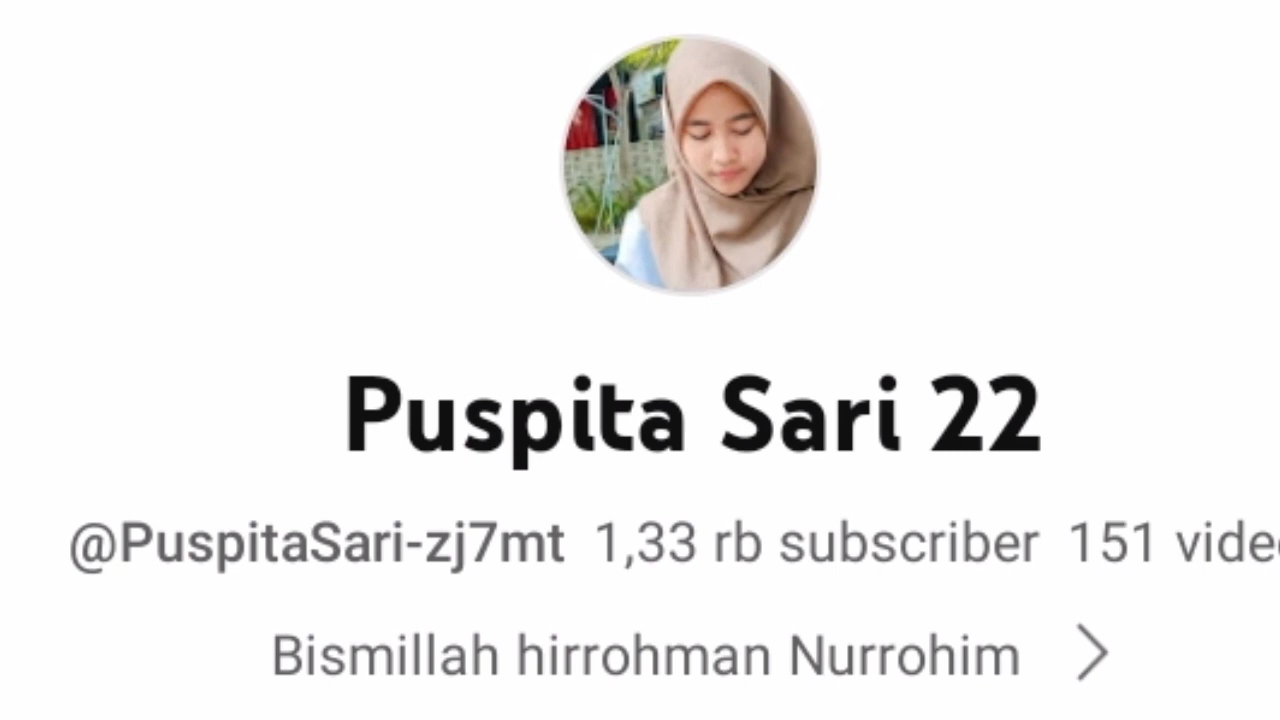 Puspita Sari 22
@PuspitaSari-zj7mt 1,33 rb subscriber 151
Bismillah hirrohman Nurrohim